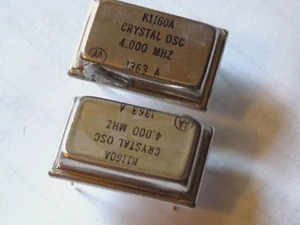 K1160A
CRYSTAL OSC
4.000 MHZ
1363 A
K1160A
CRYSTAL OSC
4.000 MHZ
1363 A